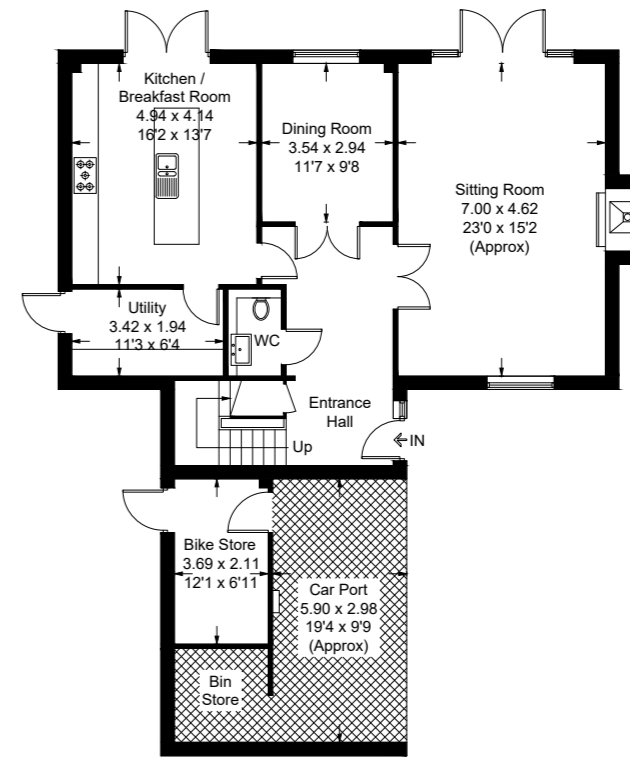 Kitchen /
Breakfast Room
4.94 x 4.14
16'2 x 13'7
Dining Room
3.54 x 2.94
11'7 x 9'8
Sitting Room
7.00 x 4.62
23'0 x 15'2
(Approx)
Utility
3.42 x 1.94
11'3 x 6'4
WC
Entrance
Hall
Up
IN
Bike Store
3.69 x 2.11
12'1 x 6'11
Car Port
5.90 x 2.98
19'4 x 9'9
(Approx)
Bin
Store